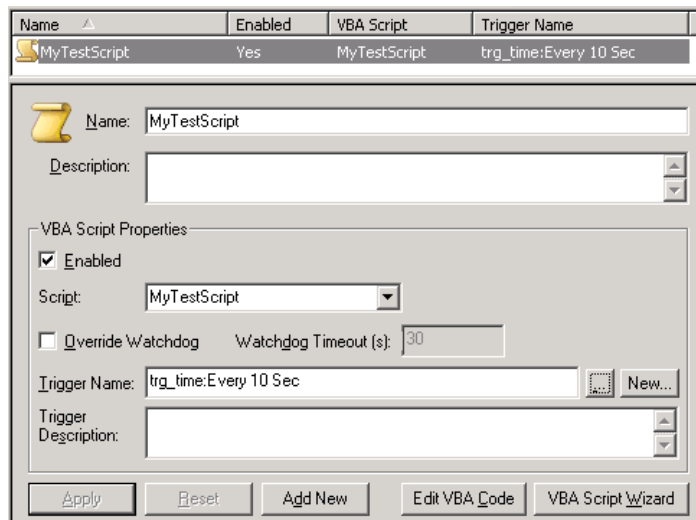 Name Enabled VBA Script Trigger Name
MyTestScript Yes MyTestScript trg_time:Every 10 Sec
Name: MyTestScript
Description:
VBA Script Properties
Enabled
Script: MyTestScript
Override Watchdog Watchdog Timeout (s): 30
Trigger Name: trg_time:Every 10 Sec ... New...
Trigger
Description:
Apply Reset Add New Edit VBA Code VBA Script Wizard